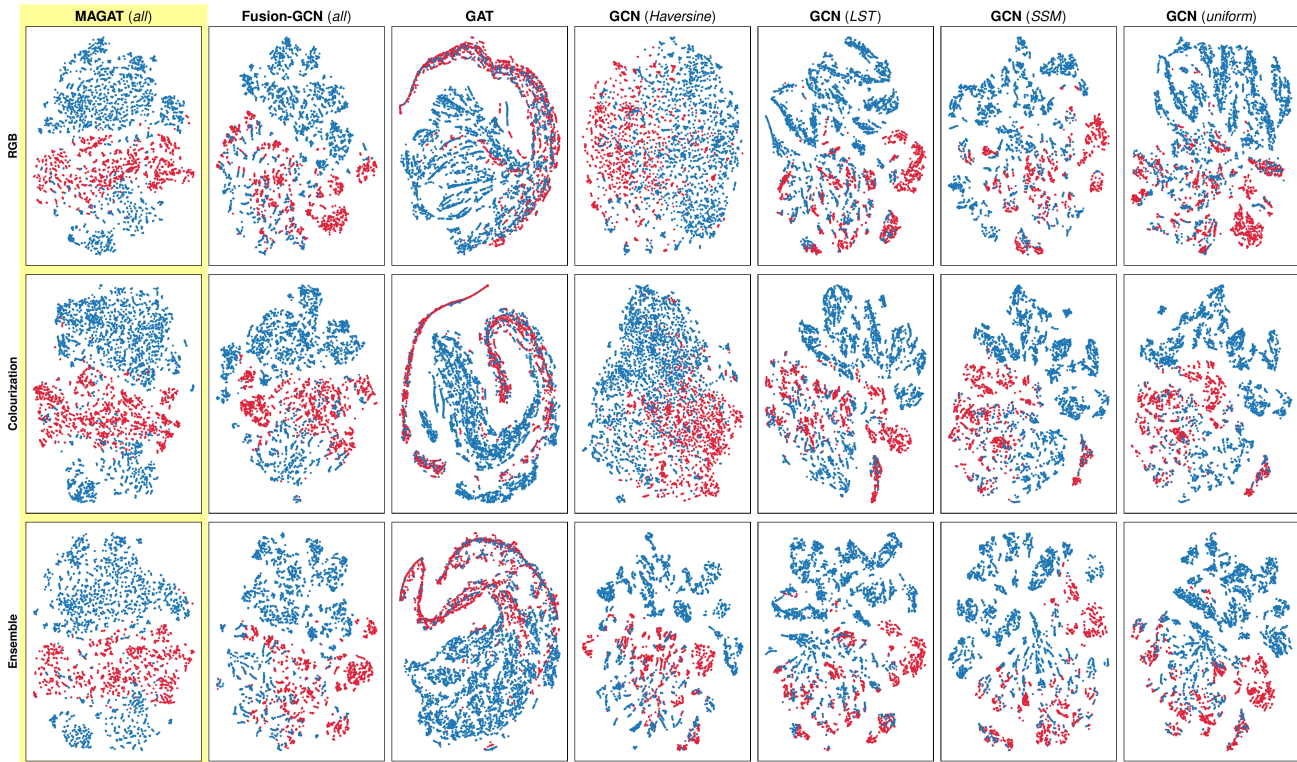 MAGAT (all) Fusion-GCN (all) GAT GCN (Haversine) GCN (LST) GCN (SSM) GCN (uniform)
RGB
Colourization
Ensemble